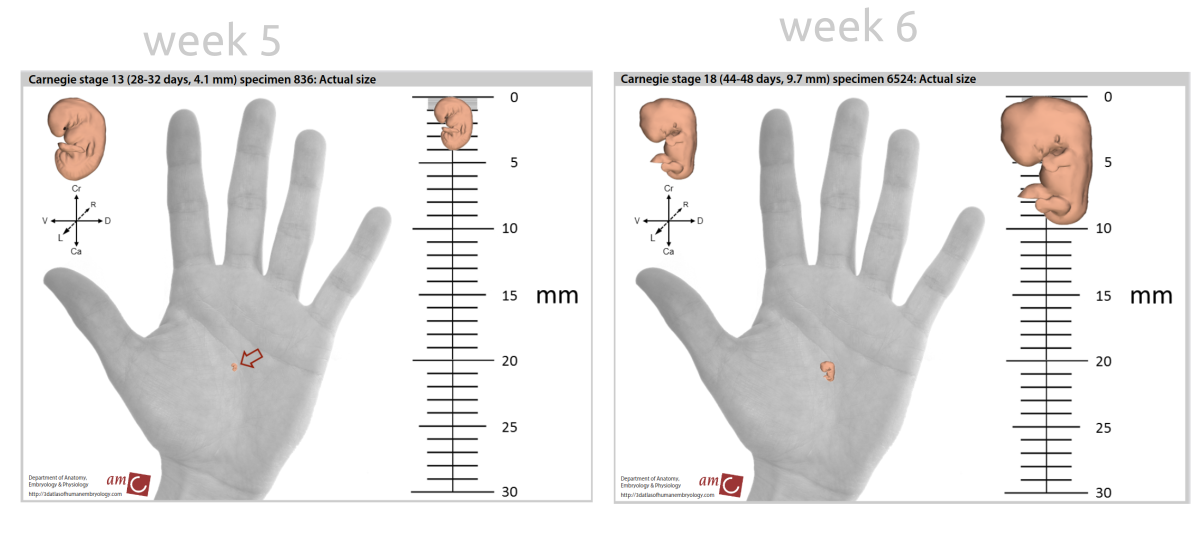 week 5
Carnegie stage 13 (28-32 days, 4.1 mm) specimen 836: Actual size
Cr
R
V
D
L
Ca
0
5
10
15
mm
20
25
30
Department of Anatomy,
Embryology & Physiology
http://3datlasofhumanembryology.com
amc
week 6
Carnegie stage 18 (44-48 days, 9.7 mm) specimen 6524: Actual size
Cr
R
V
D
L
Ca
0
5
10
15
mm
20
25
30
Department of Anatomy,
Embryology & Physiology
http://3datlasofhumanembryology.com
amc